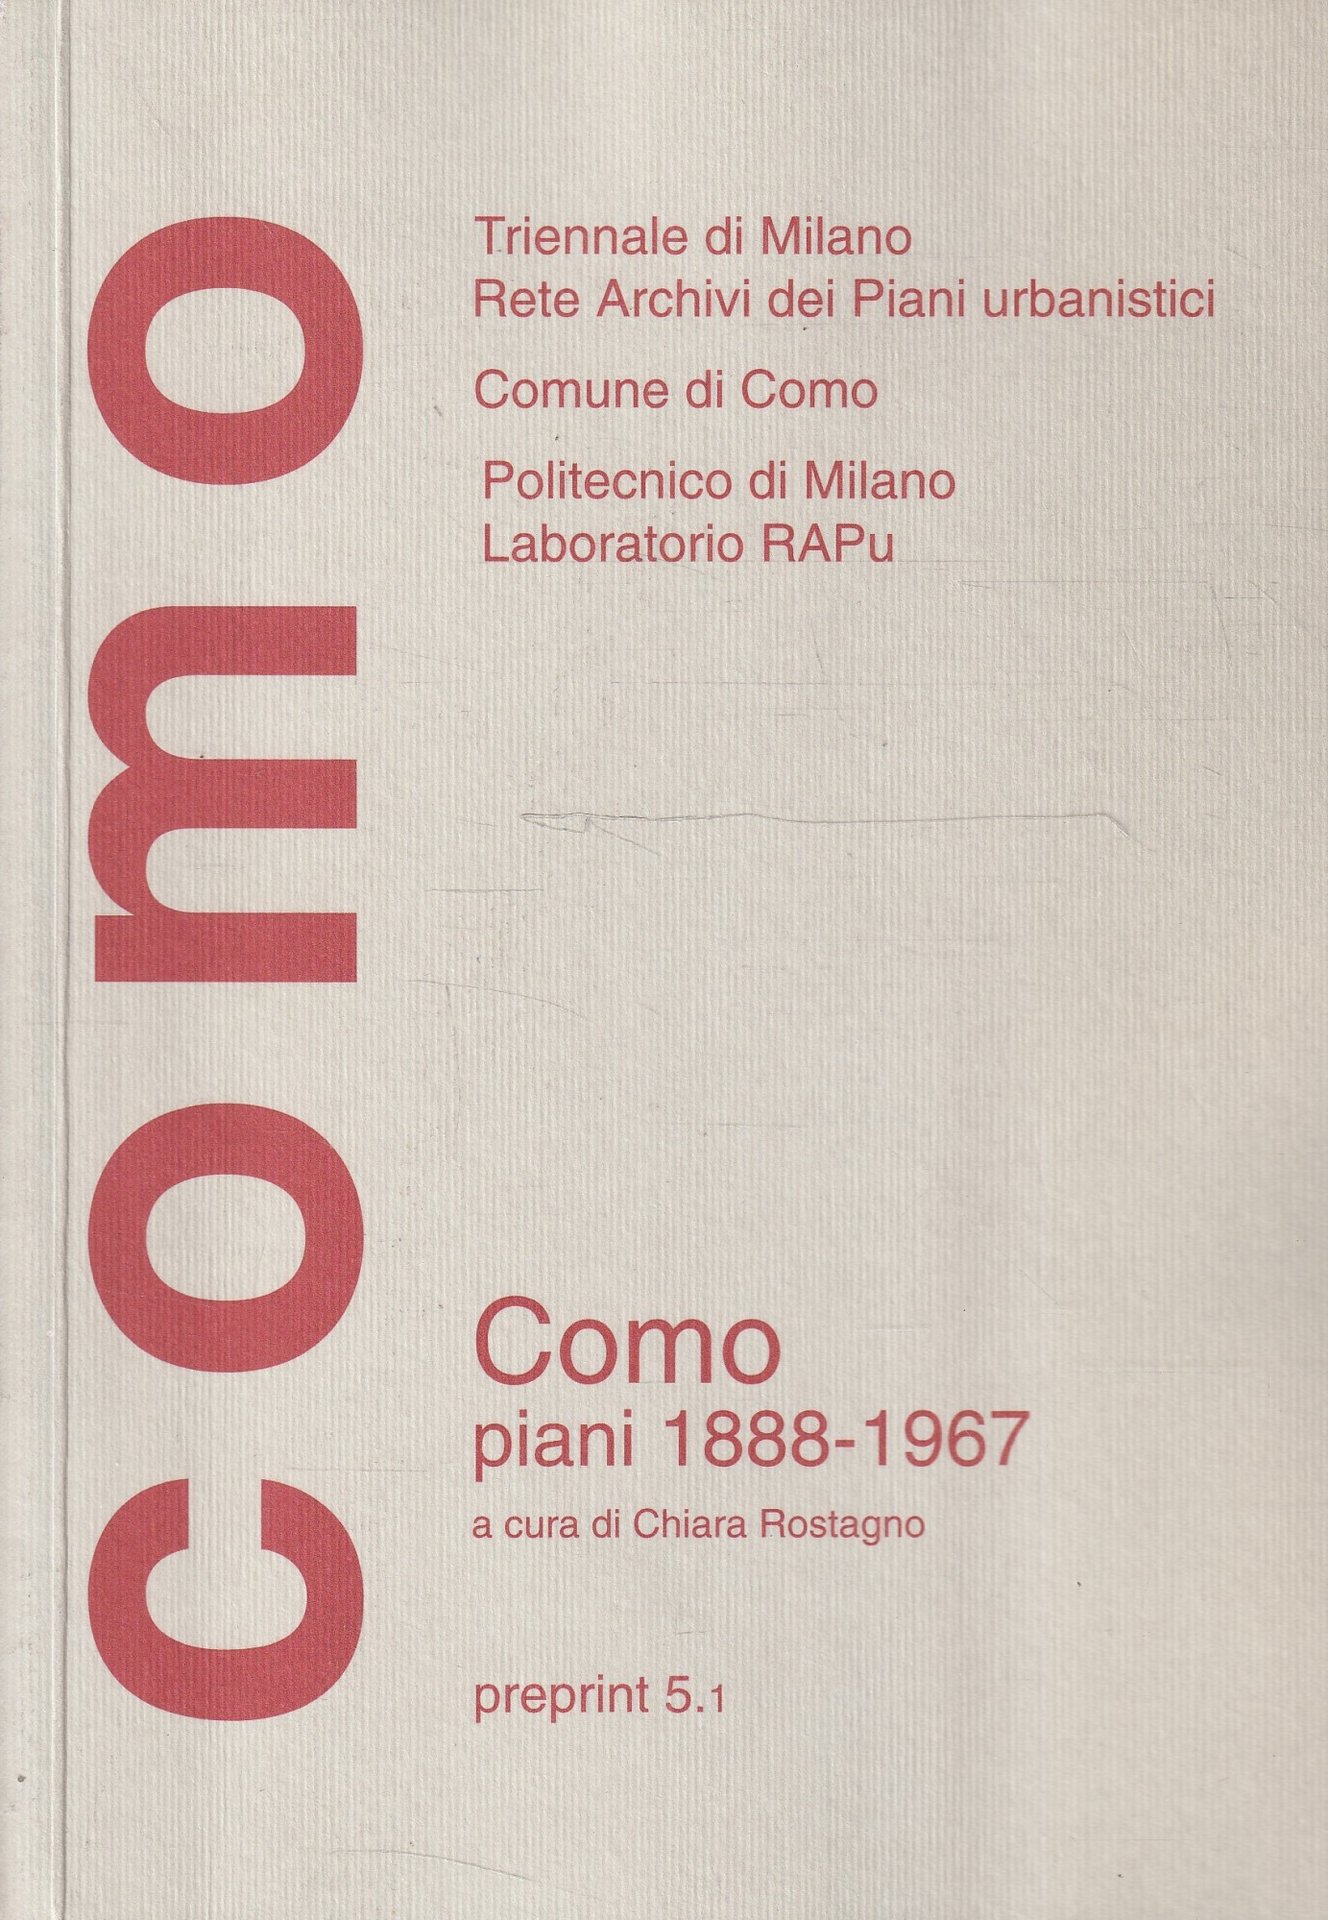 como
Triennale di Milano
Rete Archivi dei Piani urbanistici
Comune di Como
Politecnico di Milano
Laboratorio RAPu
Como
piani 1888-1967
a cura di Chiara Rostagno
preprint 5.1